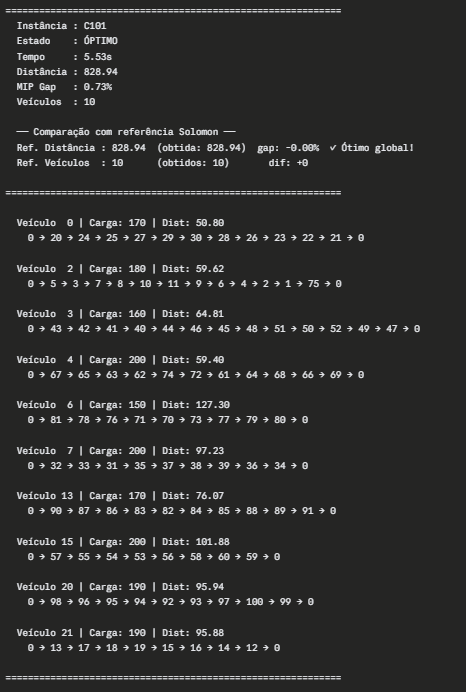 ============================================================
Instância : C101
Estado    : ÓPTIMO
Tempo     : 5.53s
Distância : 828.94
MIP Gap   : 0.73%
Veículos  : 10
── Comparação com referência Solomon ──
Ref. Distância : 828.94  (obtida: 828.94)  gap: -0.00%  ✓ Ótimo global!
Ref. Veículos  : 10      (obtidos: 10)       dif: +0
============================================================
Veículo  0 | Carga: 170 | Dist: 50.80
0 → 20 → 24 → 25 → 27 → 29 → 30 → 28 → 26 → 23 → 22 → 21 → 0
Veículo  2 | Carga: 180 | Dist: 59.62
0 → 5 → 3 → 7 → 8 → 10 → 11 → 9 → 6 → 4 → 2 → 1 → 75 → 0
Veículo  3 | Carga: 160 | Dist: 64.81
0 → 43 → 42 → 41 → 40 → 44 → 46 → 45 → 48 → 51 → 50 → 52 → 49 → 47 → 0
Veículo  4 | Carga: 200 | Dist: 59.40
0 → 67 → 65 → 63 → 62 → 74 → 72 → 61 → 64 → 68 → 66 → 69 → 0
Veículo  6 | Carga: 150 | Dist: 127.30
0 → 81 → 78 → 76 → 71 → 70 → 73 → 77 → 79 → 80 → 0
Veículo  7 | Carga: 200 | Dist: 97.23
0 → 32 → 33 → 31 → 35 → 37 → 38 → 39 → 36 → 34 → 0
Veículo 13 | Carga: 170 | Dist: 76.07
0 → 90 → 87 → 86 → 83 → 82 → 84 → 85 → 88 → 89 → 91 → 0
Veículo 15 | Carga: 200 | Dist: 101.88
0 → 57 → 55 → 54 → 53 → 56 → 58 → 60 → 59 → 0
Veículo 20 | Carga: 190 | Dist: 95.94
0 → 98 → 96 → 95 → 94 → 92 → 93 → 97 → 100 → 99 → 0
Veículo 21 | Carga: 190 | Dist: 95.88
0 → 13 → 17 → 18 → 19 → 15 → 16 → 14 → 12 → 0
============================================================